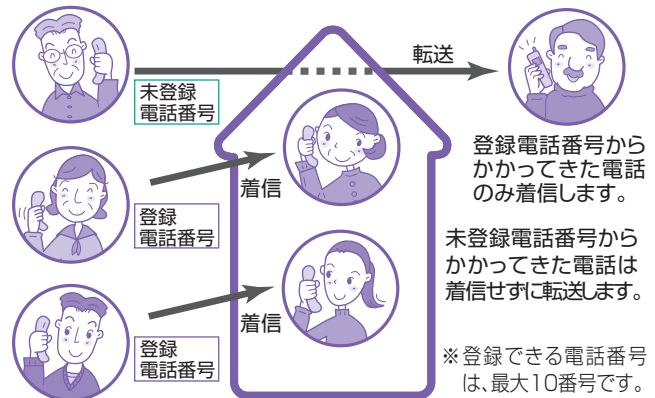 転送
未登録
電話番号
着信
登録
電話番号
着信
登録
電話番号
登録電話番号から
かかってきた電話
のみ着信します。
未登録電話番号から
かかってきた電話は
着信せずに転送します。
※登録できる電話番号
は、最大10番号です。